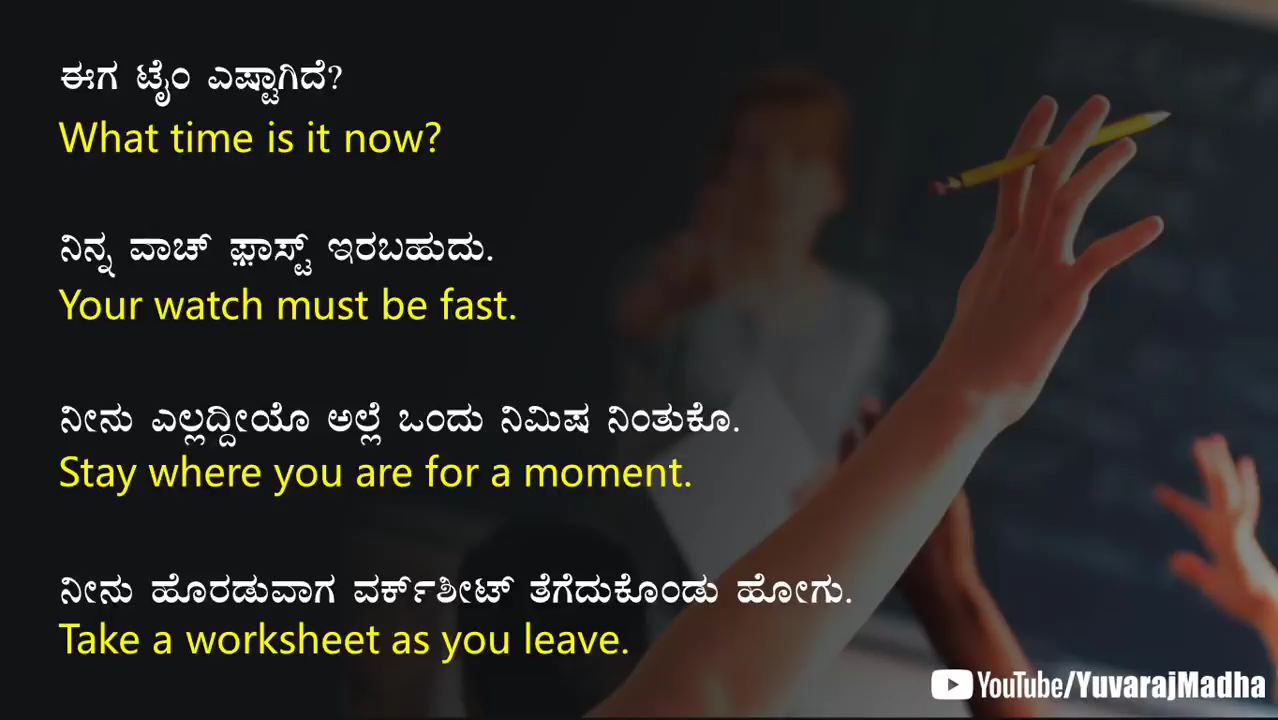 ಈಗ ಟೈಂ ಎಷ್ಟಾಗಿದೆ?
What time is it now?
ನಿನ್ನ ವಾಚ್ ಫ಼ಾಸ್ಟ್ ಇರಬಹುದು.
Your watch must be fast.
ನೀನು ಎಲ್ಲದ್ದೀಯೊ ಅಲ್ಲೆ ಒಂದು ನಿಮಿಷ ನಿಂತುಕೊ.
Stay where you are for a moment.
ನೀನು ಹೊರಡುವಾಗ ವರ್ಕ್‌ಶೀಟ್ ತೆಗೆದುಕೊಂಡು ಹೋಗು.
Take a worksheet as you leave.
YouTube/YuvarajMadha